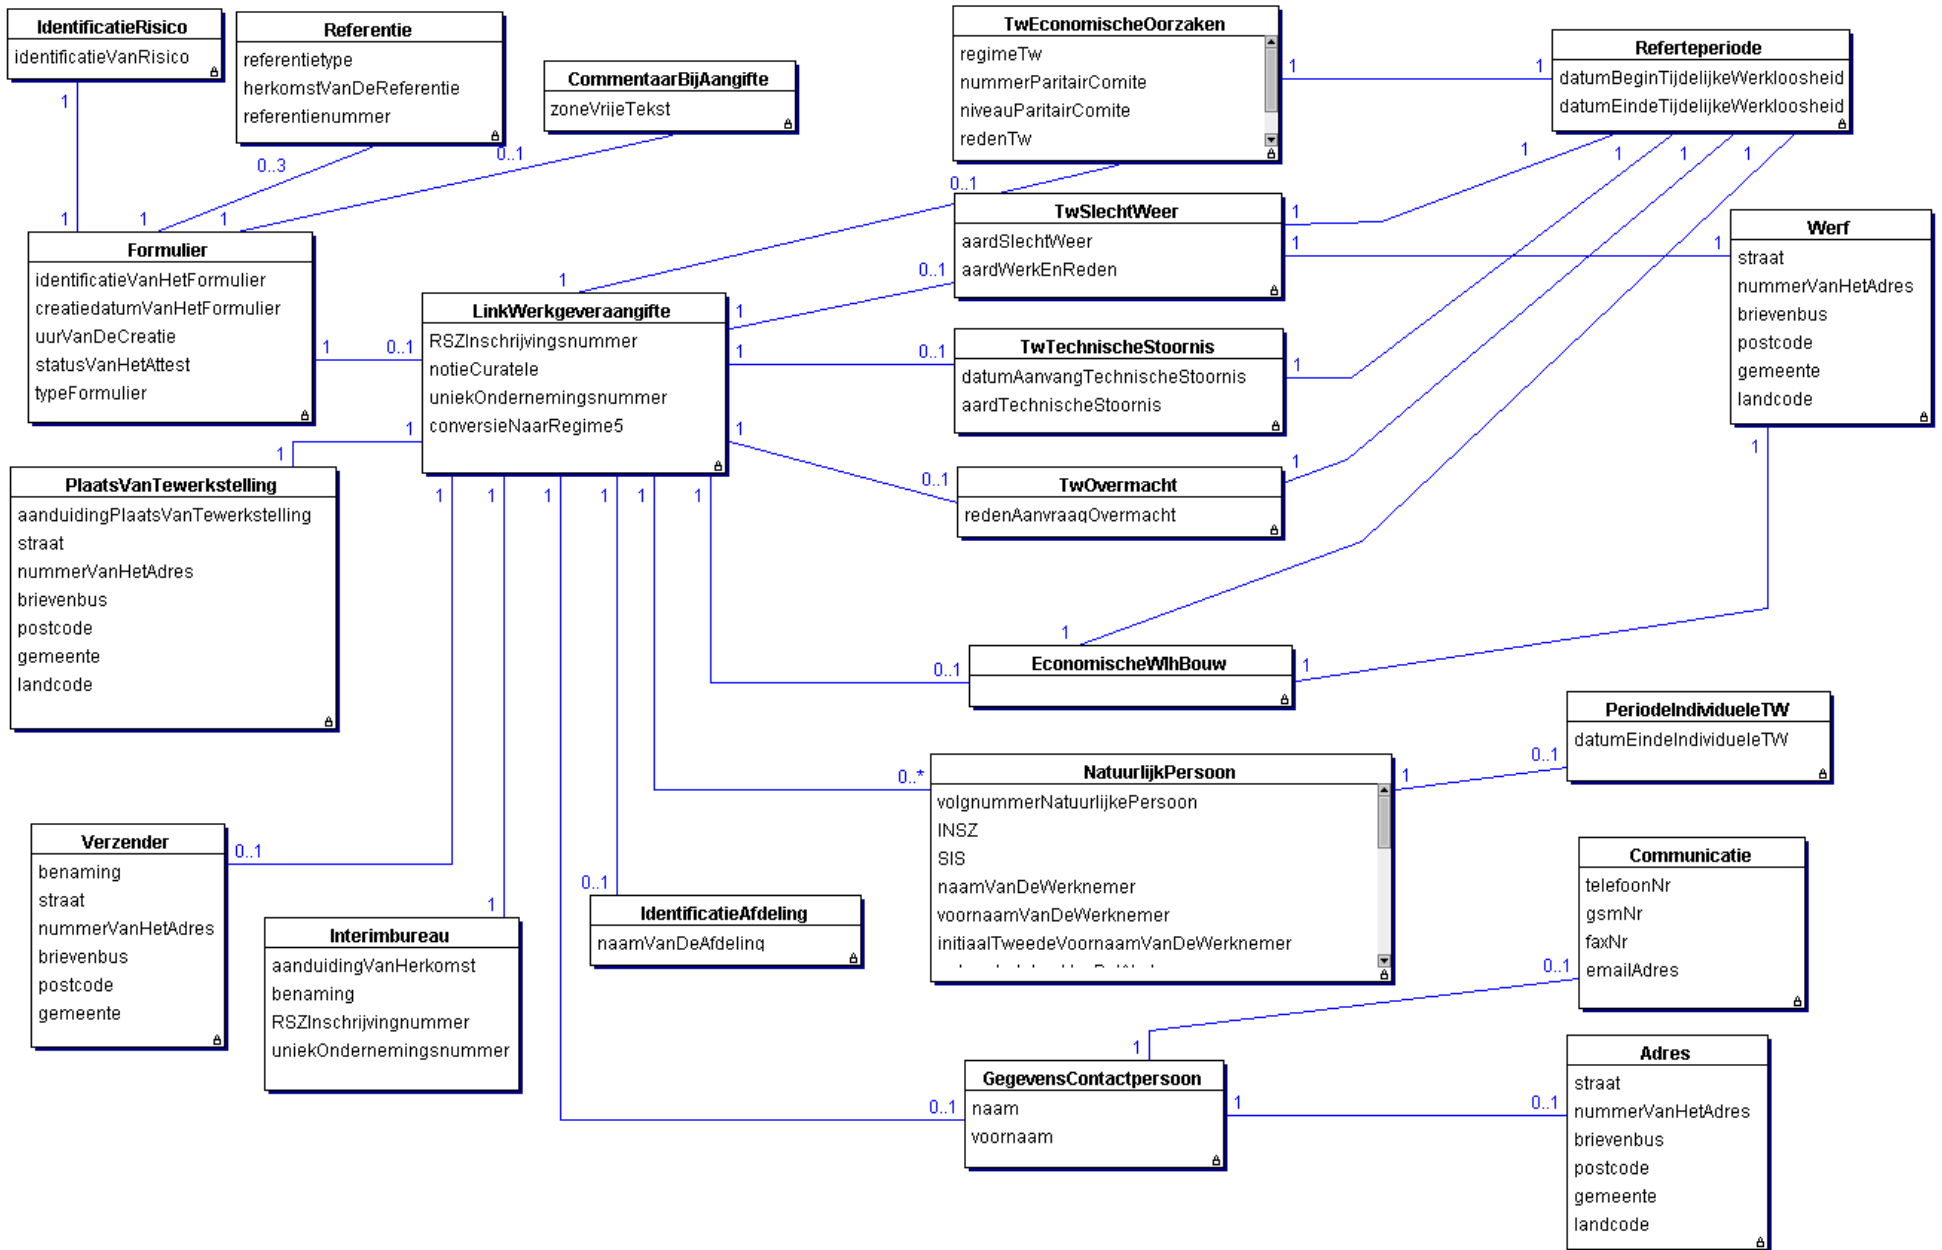 IdentificatieRisico
identificatieVanRisico
1
1
Referentie
referentietype
herkomstVanDeReferentie
referentienummer
0..3
1
CommentaarBijAangifte
zoneVrijeTekst
0..1
1
TwEconomischeOorzaken
regimeTw
nummerParitairComite
niveauParitairComite
redenTw
1
1
0..1
1
Referteperiode
datumBeginTijdelijkeWerkloosheid
datumEindeTijdelijkeWerkloosheid
1
1
1
1
Formulier
identificatieVanHetFormulier
creatiedatumVanHetFormulier
uurVanDeCreatie
statusVanHetAttest
typeFormulier
1
0..1
LinkWerkgeveraangifte
RSZInschrijvingsnummer
notieCuratele
uniekOndernemingsnummer
conversieNaarRegime5
1
1
1
0..1
TwSlechtWeer
aardSlechtWeer
aardWerkEnReden
1
1
1
Werf
straat
nummerVanHetAdres
brievenbus
postcode
gemeente
landcode
1
1
0..1
TwTechnischeStoornis
datumAanvangTechnischeStoornis
aardTechnischeStoornis
1
1
0..1
TwOvermacht
redenAanvraagOvermacht
1
PlaatsVanTewerkstelling
aanduidingPlaatsVanTewerkstelling
straat
nummerVanHetAdres
brievenbus
postcode
gemeente
landcode
1
1
1
1
1
1
1
0..1
EconomischeWlhBouw
1
PeriodeIndividueleTW
datumEindeIndividueleTW
0..1
0..*
NatuurlijkPersoon
volgnummerNatuurlijkePersoon
INSZ
SIS
naamVanDeWerknemer
voornaamVanDeWerknemer
initiaalTweedeVoornaamVanDeWerknemer
1
Verzender
benaming
straat
nummerVanHetAdres
brievenbus
postcode
gemeente
0..1
Interimbureau
aanduidingVanHerkomst
benaming
RSZInschrijvingnummer
uniekOndernemingsnummer
1
0..1
IdentificatieAfdeling
naamVanDeAfdeling
Communicatie
telefoonNr
gsmNr
faxNr
emailAdres
0..1
1
0..1
GegevensContactpersoon
naam
voornaam
1
0..1
Adres
straat
nummerVanHetAdres
brievenbus
postcode
gemeente
landcode